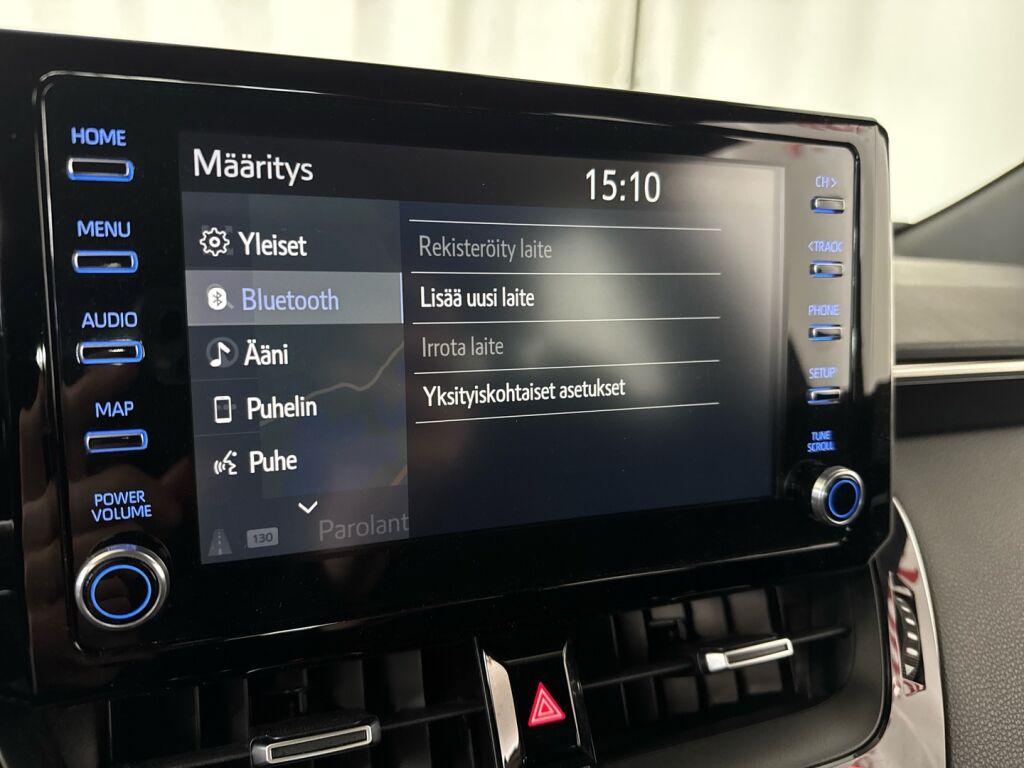 HOME
MENU
AUDIO
MAP
POWER
VOLUME
Määritys
15:10
Yleiset
Bluetooth
Ääni
Puhelin
Puhe
130
Parolant
Rekisteröity laite
Lisää uusi laite
Irrota laite
Yksityiskohtaiset asetukset
CH >
< TRACK
PHONE
SETUP
TUNE
SCROLL